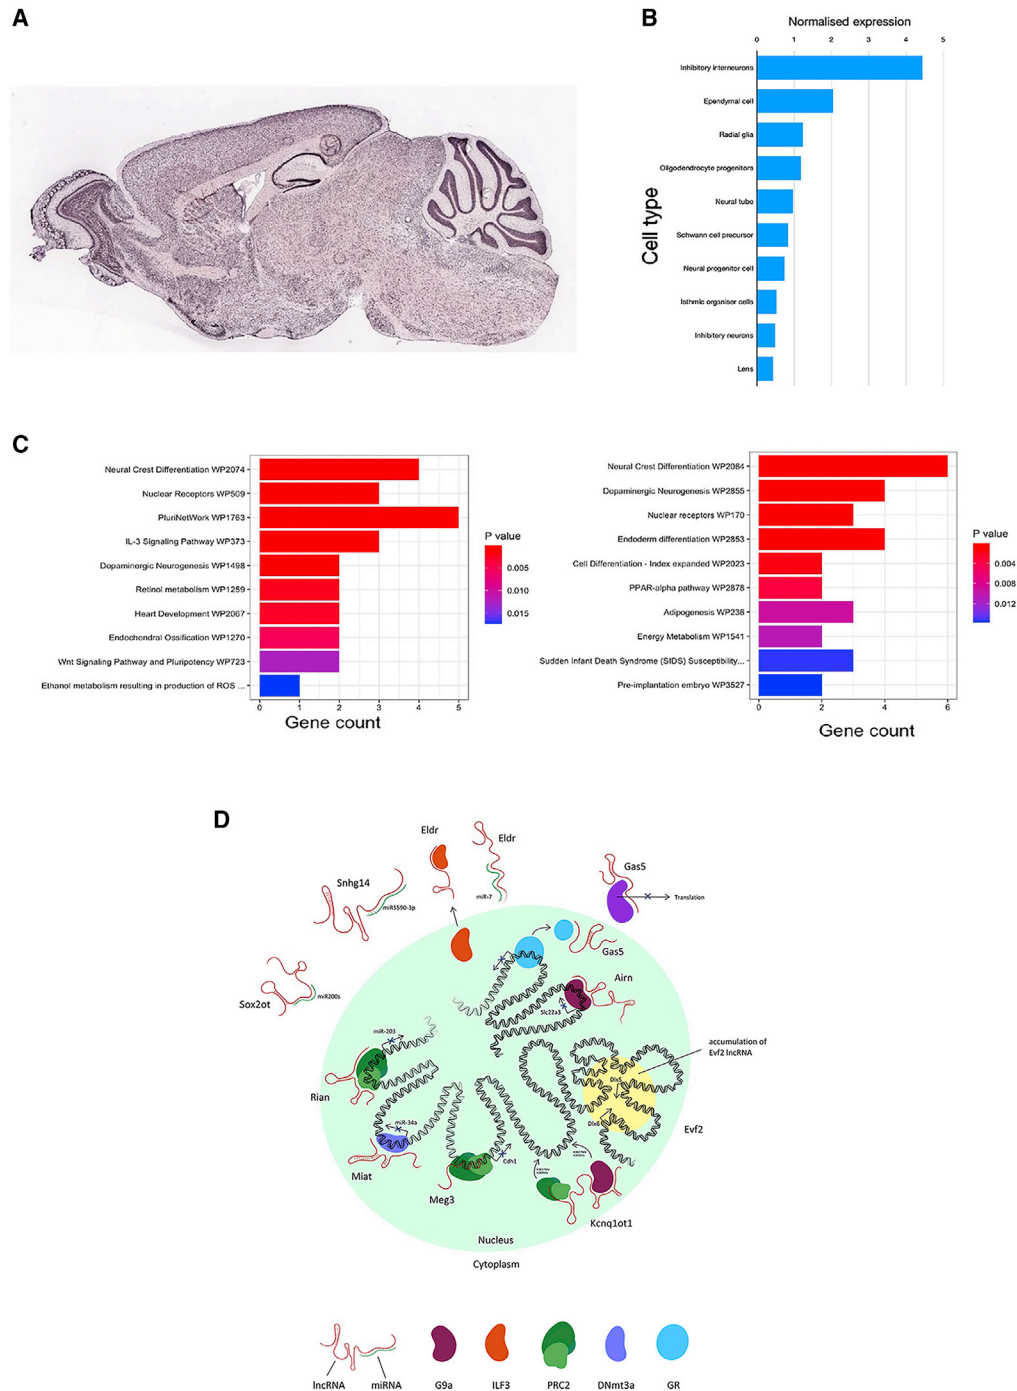 A
B
Normalised expression
0 1 2 3 4 5
Inhibitory interneurons
Ependymal cell
Radial glia
Oligodendrocyte progenitors
Neural tube
Schwann cell precursor
Neural progenitor cell
Isthmic organiser cells
Inhibitory neurons
Lens
Cell type
C
Neural Crest Differentiation WP2074
Nuclear Receptors WP509
PluriNetWork WP1763
IL-3 Signaling Pathway WP373
Dopaminergic Neurogenesis WP1498
Retinol metabolism WP1259
Heart Development WP2067
Endochondral Ossification WP1270
Wnt Signaling Pathway and Pluripotency WP723
Ethanol metabolism resulting in production of ROS ...
0 1 2 3 4 5
Gene count
P value
0.005
0.010
0.015
Neural Crest Differentiation WP2064
Dopaminergic Neurogenesis WP2855
Nuclear receptors WP170
Endoderm differentiation WP2853
Cell Differentiation - Index expanded WP2023
PPAR-alpha pathway WP2878
Adipogenesis WP236
Energy Metabolism WP1541
Sudden Infant Death Syndrome (SIDS) Susceptibility...
Pre-implantation embryo WP3527
0 2 4 6
Gene count
P value
0.004
0.008
0.012
D
Eldr
Eldr
miR-7
Snhg14
miR5590-3p
Gas5
Translation
Gas5
Airn
Slc22a3
Sox2ot
miR200s
miR-203
Rian
miR-34a
Miat
Meg3
Cdh1
accumulation of
Evf2 lncRNA
Dlx5
Dlx6
Evf2
Kcnq1ot1
Nucleus
Cytoplasm
lncRNA miRNA G9a ILF3 PRC2 DNmt3a GR